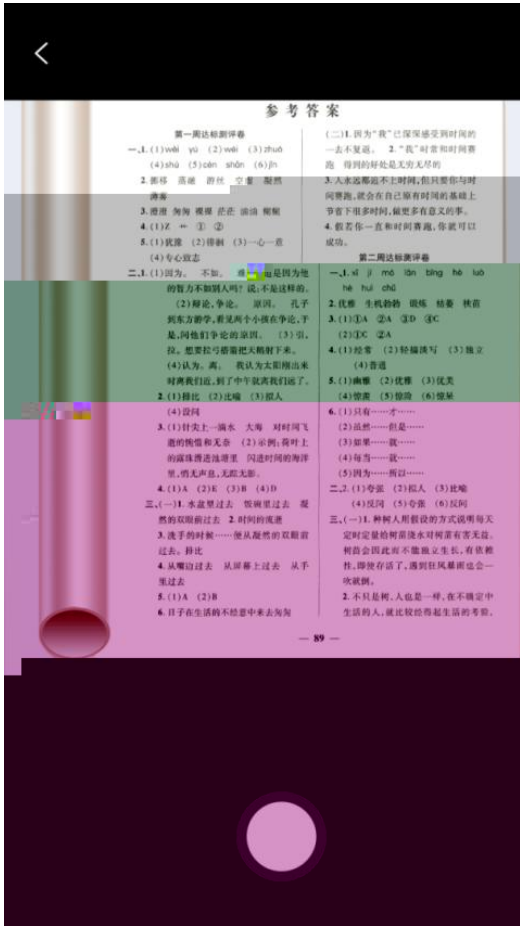 参考答案
第一周达标测评卷
一、1.(1)wēi yú (2)wèi (3)zhuō
(4)shù (5)cén shǒn (6)jīn
2.挪移 蒸融 游丝 空虚 凝然
薄雾
3.潸潸 匆匆 裸裸 茫茫 油油
4.(1)Z ① ②
5.(1)犹豫 (2)徘徊 (3)一心一意
(4)专心致志
二、1.(1)因为。 不如。 是因为他
的智力不如别人吗? 说:不是这样的。
(2)辩论,争论。 原因。 孔子
到东方游学,看见两个小孩在争论,于
是,问他们争论的原因。 (3)引,
拉。想要拉弓搭箭把天鹅射下来。
(4)认为。离。 我认为太阳刚出来
时离我们近,到了中午就离我们远了。
2.(1)排比 (2)比喻 (3)拟人
(4)设问
3.(1)针尖上一滴水 大海 对时间飞
逝的惋惜和无奈 (2)示例:荷叶上
的露珠滑进池塘里 闪进时间的海洋
里,悄无声息,无踪无影。
4.(1)A (2)E (3)B (4)D
三、(一)1.水盆里过去 饭碗里过去 凝
然的双眼前过去 2.时间的流逝
3.洗手的时候……便从凝然的双眼前
过去。排比
4.从嘴边过去 从屏幕上过去 从手
里过去
5.(1)A (2)B
6.日子在生活的不经意中来去匆匆
(二)1.因为“我”已深深感受到时间的
一去不复返。 2.“我”时常和时间赛
跑 得到的好处是无穷无尽的
3.人永远都追不上时间,但只要你与时
间赛跑,就会在自己原有时间的基础上
节省下很多时间,做更多有意义的事。
4.假若你一直和时间赛跑,你就可以
成功。
第二周达标测评卷
一、1.xī jí mó lǎn bīng hè luò
hé huì chǔ
2.优雅 生机勃勃 锻炼 枯萎 秧苗
3.(1)①A ②A ③D ④C
(2)①C ②A
4.(1)经常 (2)轻描淡写 (3)独立
(4)普通
5.(1)幽雅 (2)优雅 (3)优美
(4)惊羡 (5)惊险 (6)惊呆
6.(1)只有……才……
(2)虽然……但是……
(3)如果……就……
(4)每当……就……
(5)因为……所以……
二、2.(1)夸张 (2)拟人 (3)比喻
(4)反问 (5)夸张 (6)反问
三、(一)1.种树人用假设的方式说明每天
定时定量给树苗浇水对树苗有害无益。
树苗会因此而不能独立生长,有依赖
性,即使存活了,遇到狂风暴雨也会一
吹就倒。
2.不只是树,人也是一样,在不确定中
生活的人,就比较经得起生活的考验。
— 89 —